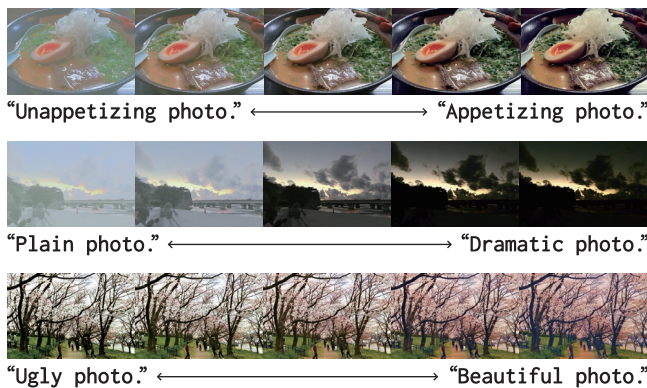 “Unappetizing photo.” ⟷ “Appetizing photo.”
“Plain photo.” ⟷ “Dramatic photo.”
“Ugly photo.” ⟷ “Beautiful photo.”